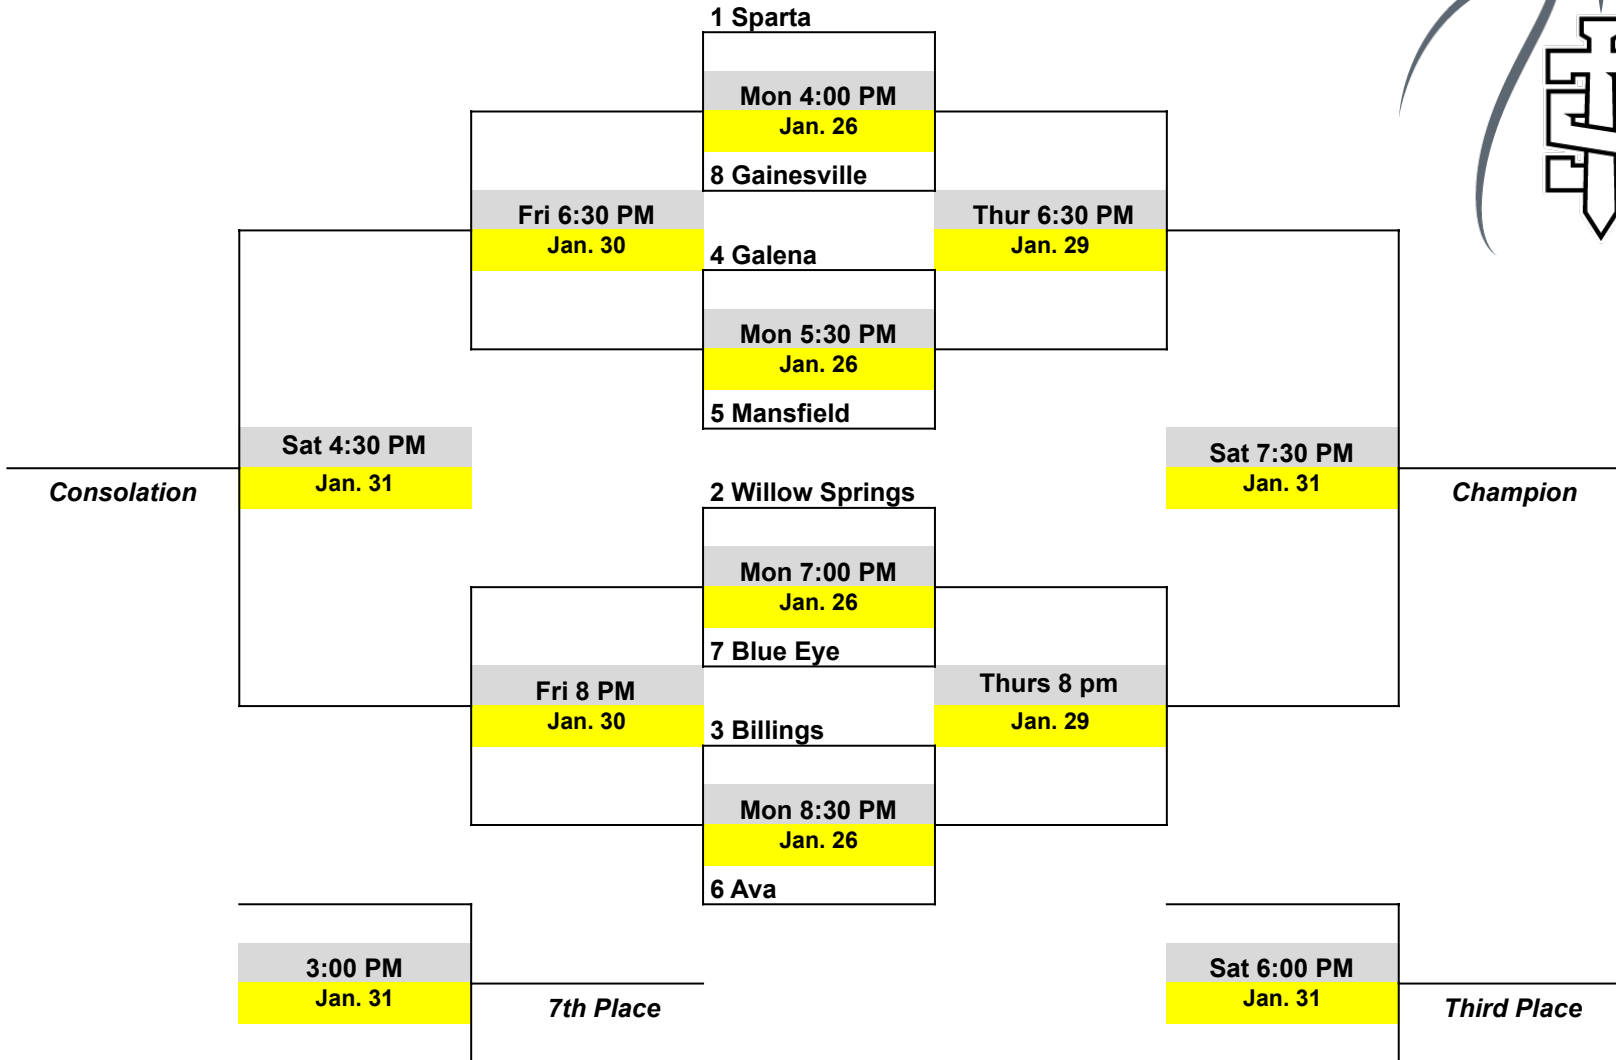 1 Sparta
Mon 4:00 PM
Jan. 26
8 Gainesville
Fri 6:30 PM
Jan. 30
Thur 6:30 PM
Jan. 29
4 Galena
Mon 5:30 PM
Jan. 26
5 Mansfield
Sat 4:30 PM
Jan. 31
Consolation
Sat 7:30 PM
Jan. 31
Champion
2 Willow Springs
Mon 7:00 PM
Jan. 26
7 Blue Eye
Fri 8 PM
Jan. 30
Thurs 8 pm
Jan. 29
3 Billings
Mon 8:30 PM
Jan. 26
6 Ava
3:00 PM
Jan. 31
7th Place
Sat 6:00 PM
Jan. 31
Third Place